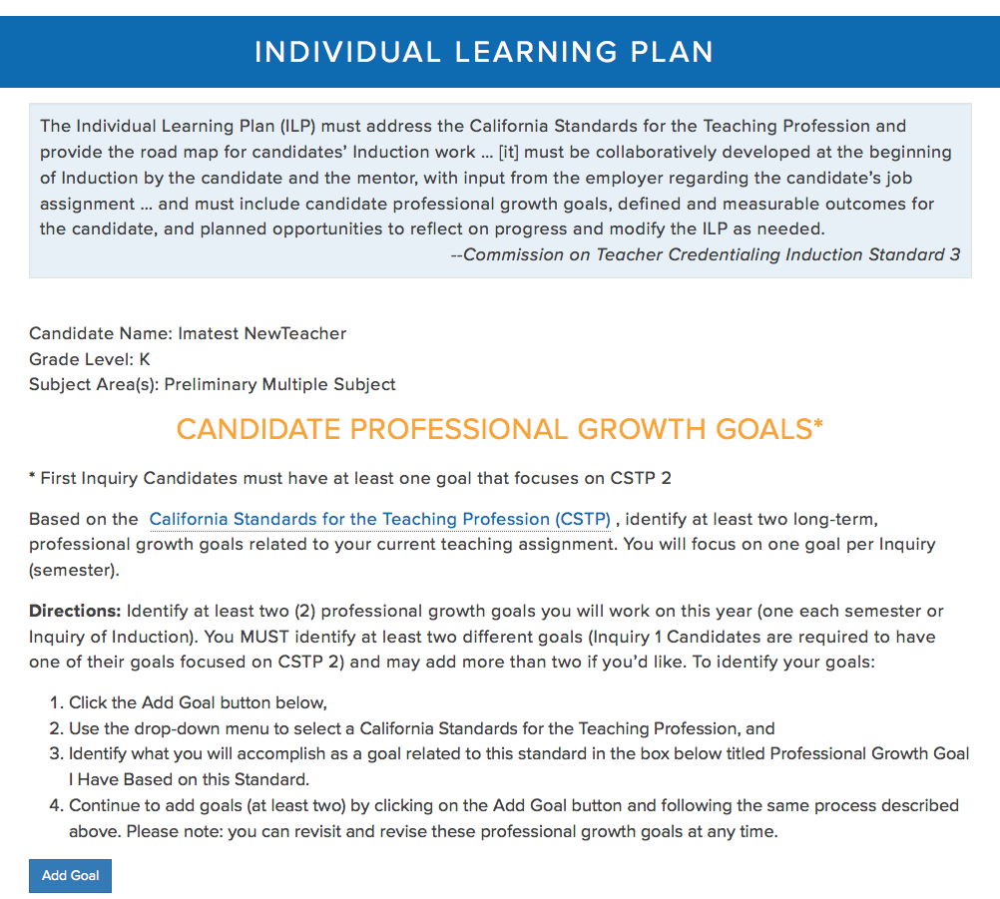 INDIVIDUAL LEARNING PLAN
The Individual Learning Plan (ILP) must address the California Standards for the Teaching Profession and
provide the road map for candidates' Induction work ... [it] must be collaboratively developed at the beginning
of Induction by the candidate and the mentor, with input from the employer regarding the candidate's job
assignment ... and must include candidate professional growth goals, defined and measurable outcomes for
the candidate, and planned opportunities to reflect on progress and modify the ILP as needed.
--Commission on Teacher Credentialing Induction Standard 3
Candidate Name: Imatest NewTeacher
Grade Level: K
Subject Area(s): Preliminary Multiple Subject
CANDIDATE PROFESSIONAL GROWTH GOALS*
* First Inquiry Candidates must have at least one goal that focuses on CSTP 2
Based on the California Standards for the Teaching Profession (CSTP) , identify at least two long-term,
professional growth goals related to your current teaching assignment. You will focus on one goal per Inquiry
(semester).
Directions: Identify at least two (2) professional growth goals you will work on this year (one each semester or
Inquiry of Induction). You MUST identify at least two different goals (Inquiry 1 Candidates are required to have
one of their goals focused on CSTP 2) and may add more than two if you'd like. To identify your goals:
1. Click the Add Goal button below,
2. Use the drop-down menu to select a California Standards for the Teaching Profession, and
3. Identify what you will accomplish as a goal related to this standard in the box below titled Professional Growth Goal
I Have Based on this Standard.
4. Continue to add goals (at least two) by clicking on the Add Goal button and following the same process described
above. Please note: you can revisit and revise these professional growth goals at any time.
Add Goal